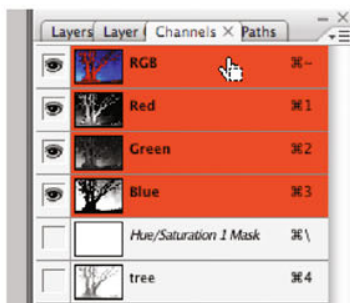 Layers Layer Channels × Paths
RGB ⌘~
Red ⌘1
Green ⌘2
Blue ⌘3
Hue/Saturation 1 Mask ⌘\
tree ⌘4